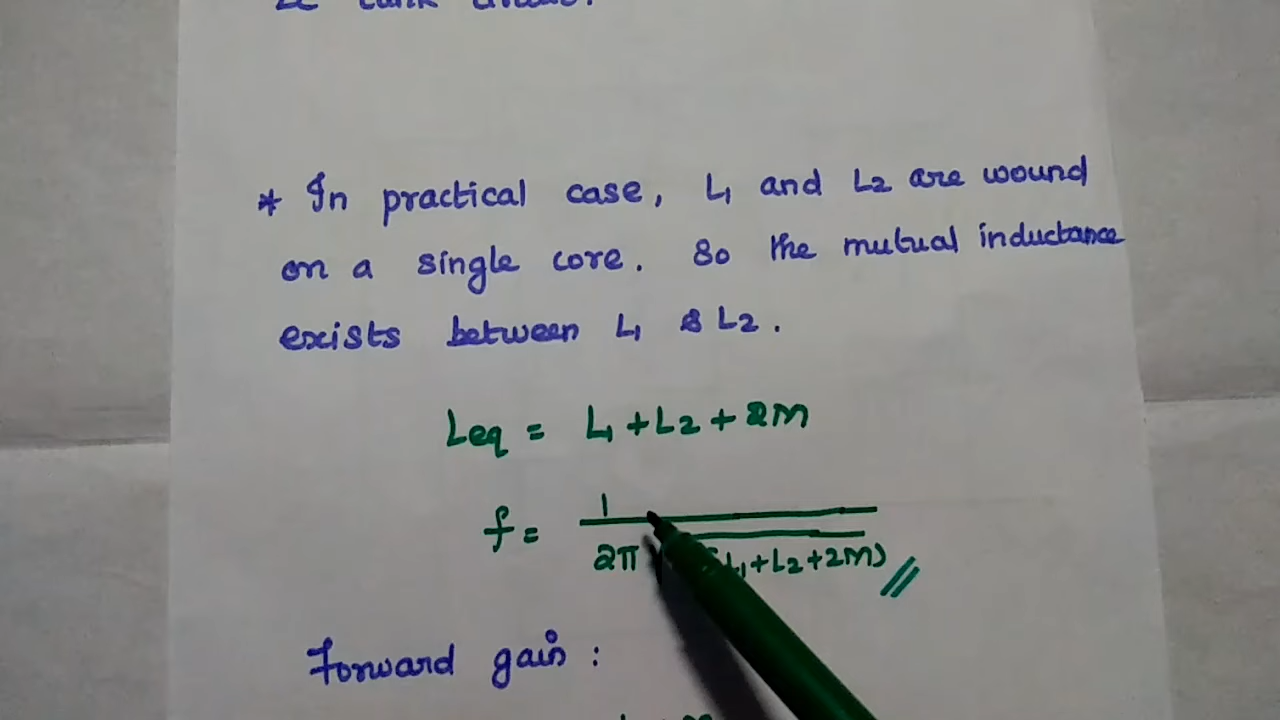 * In practical case, L1 and L2 are wound
on a single core. So the mutual inductance
exists between L1 & L2.
Leq = L1 + L2 + 2M
f = 1
2π L1+L2+2M)
Forward gain :